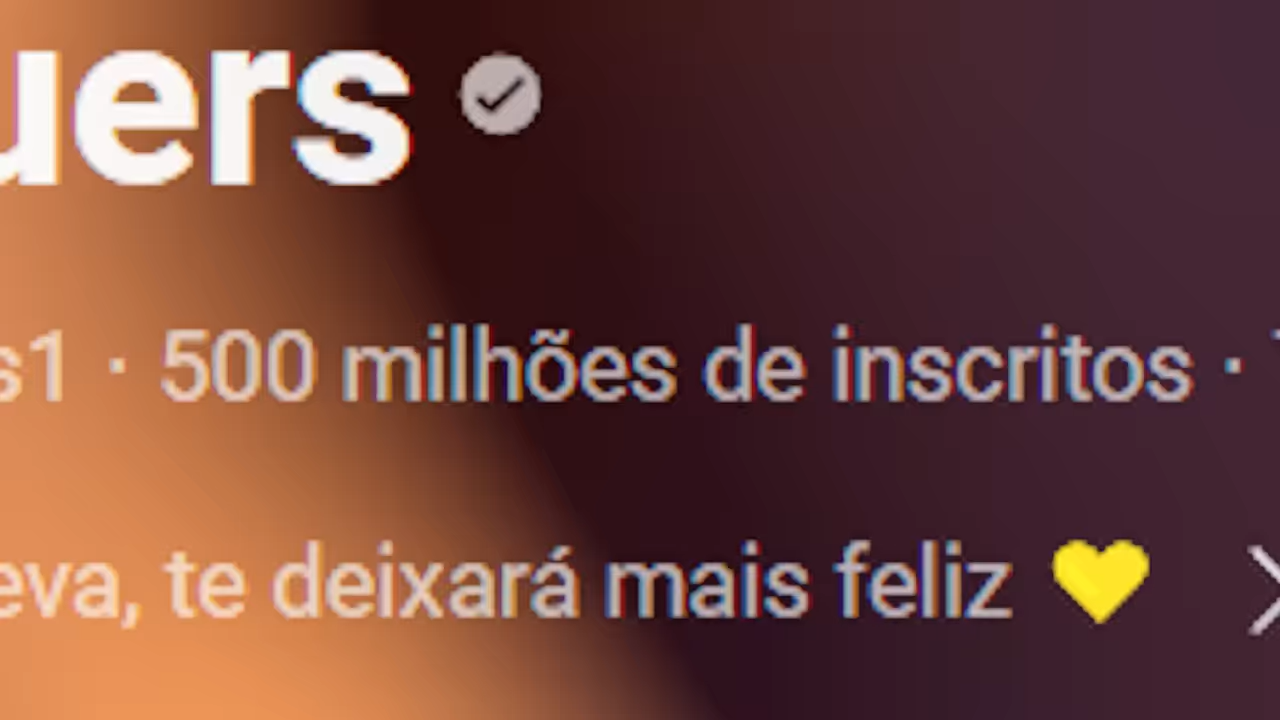 uers
s1 · 500 milhões de inscritos ·
eva, te deixará mais feliz 💛